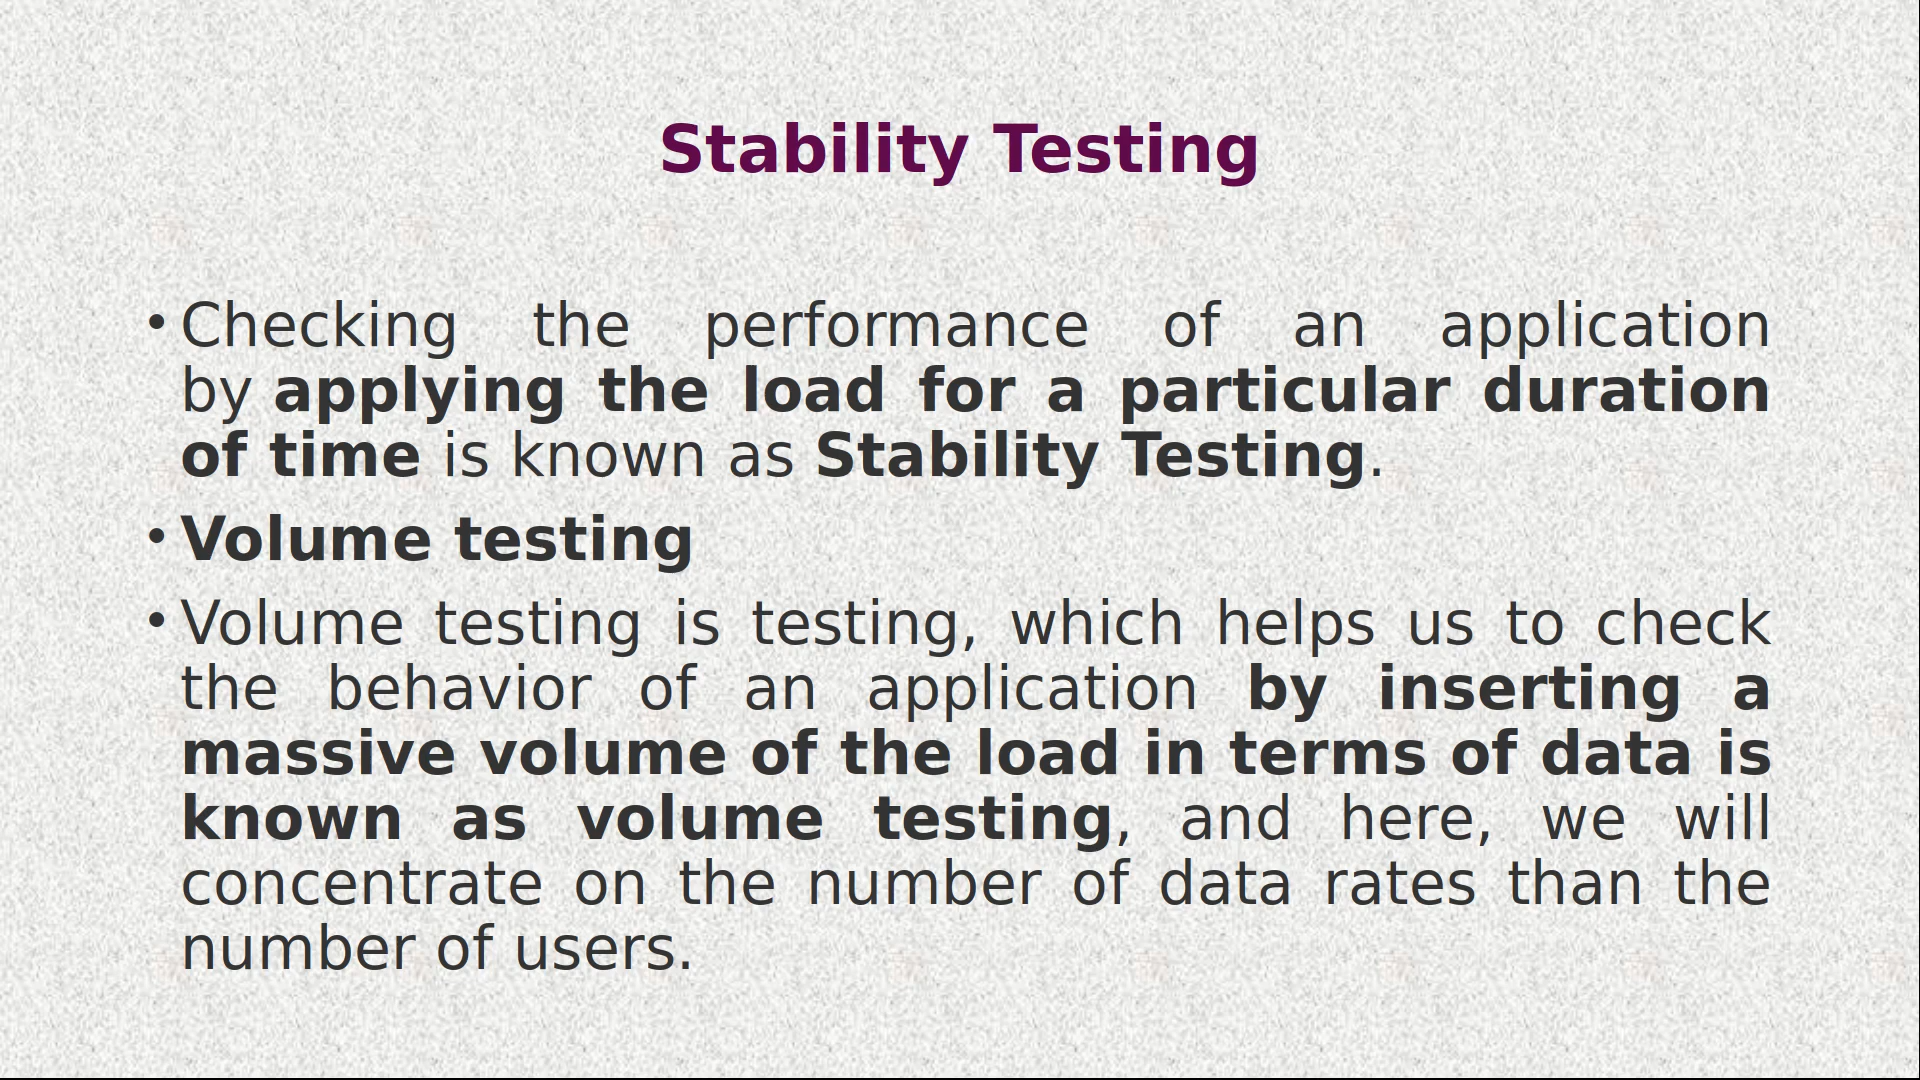 Stability Testing
• Checking the performance of an application
by applying the load for a particular duration
of time is known as Stability Testing.
• Volume testing
• Volume testing is testing, which helps us to check
the behavior of an application by inserting a
massive volume of the load in terms of data is
known as volume testing, and here, we will
concentrate on the number of data rates than the
number of users.